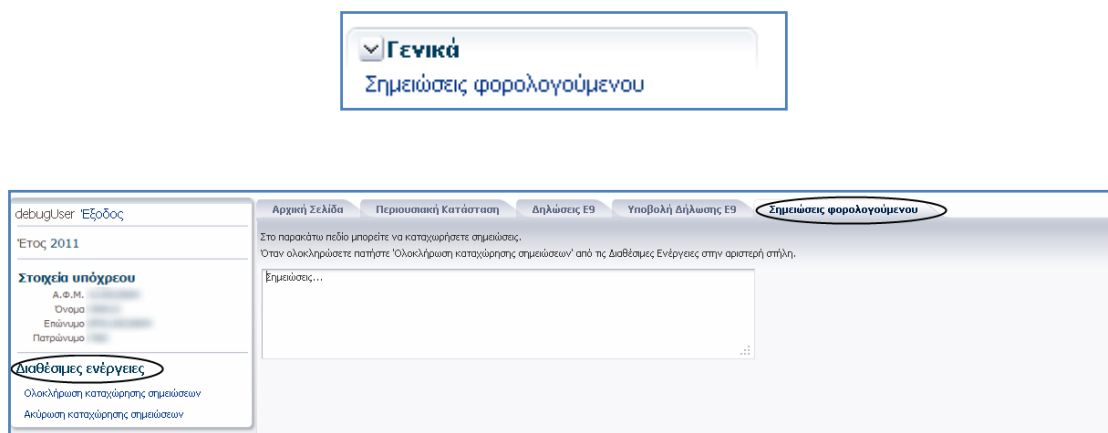 Γενικά
Σημειώσεις φορολογούμενου
debugUser Έξοδος
Έτος 2011
Στοιχεία υπόχρεου
Α.Φ.Μ.
Όνομα
Επώνυμο
Πατρώνυμο
Διαθέσιμες ενέργειες
Ολοκλήρωση καταχώρησης σημειώσεων
Ακύρωση καταχώρησης σημειώσεων
Αρχική Σελίδα Περιουσιακή Κατάσταση Δηλώσεις Ε9 Υποβολή Δήλωσης Ε9 Σημειώσεις φορολογούμενου
Στο παρακάτω πεδίο μπορείτε να καταχωρήσετε σημειώσεις.
Όταν ολοκληρώσετε πατήστε 'Ολοκλήρωση καταχώρησης σημειώσεων' από τις Διαθέσιμες Ενέργειες στην αριστερή στήλη.
Σημειώσεις...